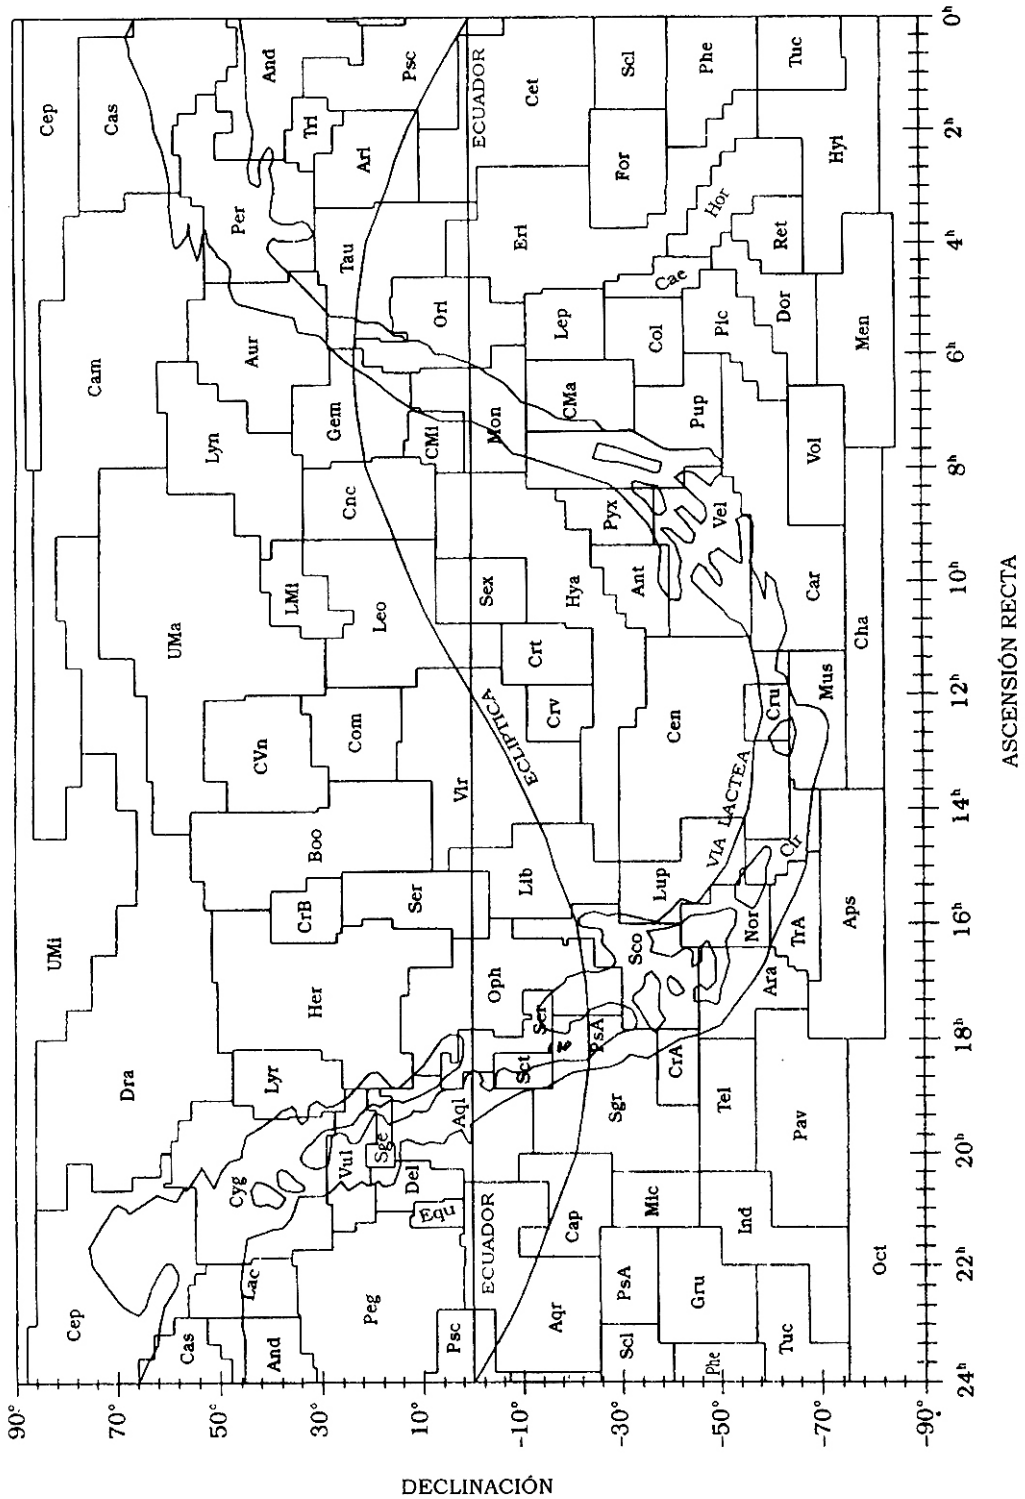 90°
70°
50°
30°
10°
-10°
-30°
-50°
-70°
-90°
DECLINACIÓN
24ʰ
22ʰ
20ʰ
18ʰ
16ʰ
14ʰ
12ʰ
10ʰ
8ʰ
6ʰ
4ʰ
2ʰ
0ʰ
ASCENSIÓN RECTA
Cep
UMi
Cep
Dra
Cam
Cas
Cas
UMa
Lyn
Per
And
Cyg
Lac
CVn
Aur
And
Lyr
Her
CrB
Boo
Com
LMi
Leo
Cnc
Gem
Tau
Tri
Ari
Psc
Peg
Vul
Sge
Del
Equ
Aql
Ser
Vir
CMi
Ori
Psc
ECUADOR
ECUADOR
ECLIPTICA
VIA LACTEA
Aqr
Cap
Sct
Ser
Oph
Lib
Crv
Crt
Sex
Hya
Mon
CMa
Lep
Eri
Cet
PsA
Scl
Mic
Sgr
PsA
CrA
Sco
Lup
Cen
Ant
Pyx
Pup
Col
Cae
For
Scl
Gru
Phe
Ind
Tel
Ara
Nor
Cir
Cru
Vel
Pic
Dor
Hor
Ret
Phe
Tuc
Tuc
Pav
TrA
Aps
Mus
Car
Vol
Men
Hyi
Oct
Cha